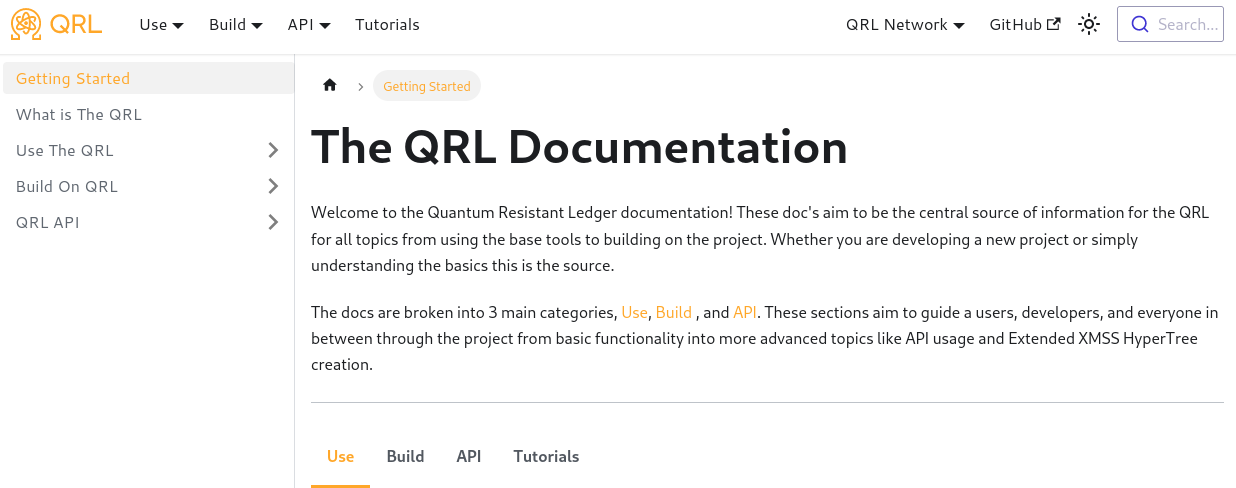 QRL Use Build API Tutorials QRL Network GitHub Search...
Getting Started
What is The QRL
Use The QRL
Build On QRL
QRL API
Getting Started
The QRL Documentation
Welcome to the Quantum Resistant Ledger documentation! These doc's aim to be the central source of information for the QRL
for all topics from using the base tools to building on the project. Whether you are developing a new project or simply
understanding the basics this is the source.
The docs are broken into 3 main categories, Use, Build , and API. These sections aim to guide a users, developers, and everyone in
between through the project from basic functionality into more advanced topics like API usage and Extended XMSS HyperTree
creation.
Use Build API Tutorials